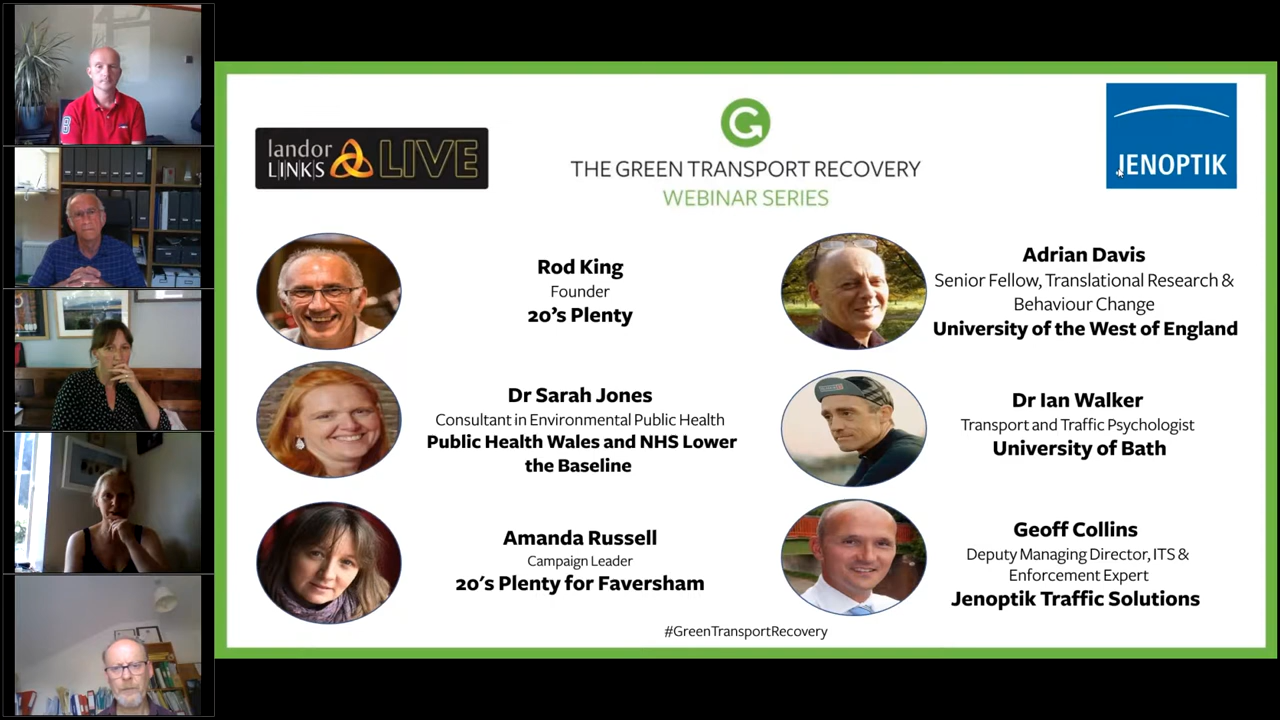 landor
LINKS LIVE
THE GREEN TRANSPORT RECOVERY
WEBINAR SERIES
JENOPTIK
Rod King
Founder
20's Plenty
Adrian Davis
Senior Fellow, Translational Research &
Behaviour Change
University of the West of England
Dr Sarah Jones
Consultant in Environmental Public Health
Public Health Wales and NHS Lower
the Baseline
Dr Ian Walker
Transport and Traffic Psychologist
University of Bath
Amanda Russell
Campaign Leader
20's Plenty for Faversham
Geoff Collins
Deputy Managing Director, ITS &
Enforcement Expert
Jenoptik Traffic Solutions
#GreenTransportRecovery